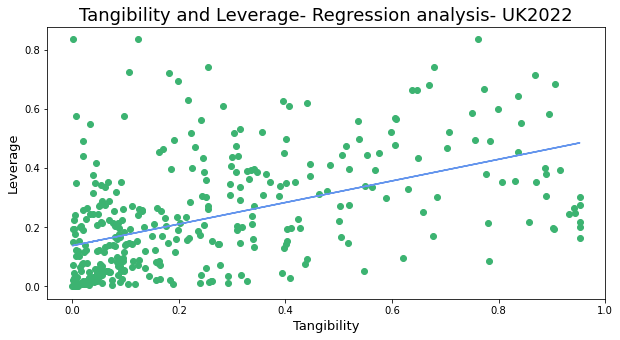 Tangibility and Leverage- Regression analysis- UK2022
0.8
0.6
Leverage
0.4
0.2
0.0
0.0 0.2 0.4 0.6 0.8 1.0
Tangibility